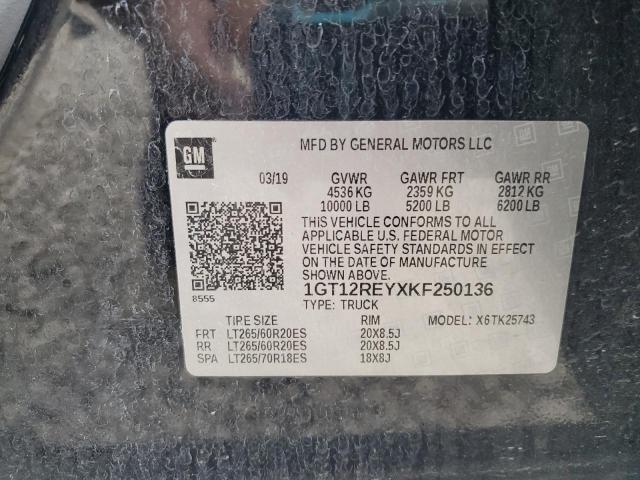 GM
MFD BY GENERAL MOTORS LLC
03/19 GVWR GAWR FRT GAWR RR
4536 KG 2359 KG 2812 KG
10000 LB 5200 LB 6200 LB
THIS VEHICLE CONFORMS TO ALL
APPLICABLE U.S. FEDERAL MOTOR
VEHICLE SAFETY STANDARDS IN EFFECT
ON THE DATE OF MANUFACTURE
SHOWN ABOVE.
1GT12REYXKF250136
8555
TYPE: TRUCK
TIRE SIZE RIM MODEL: X6TK25743
FRT LT265/60R20ES 20X8.5J
RR LT265/60R20ES 20X8.5J
SPA LT265/70R18ES 18X8J